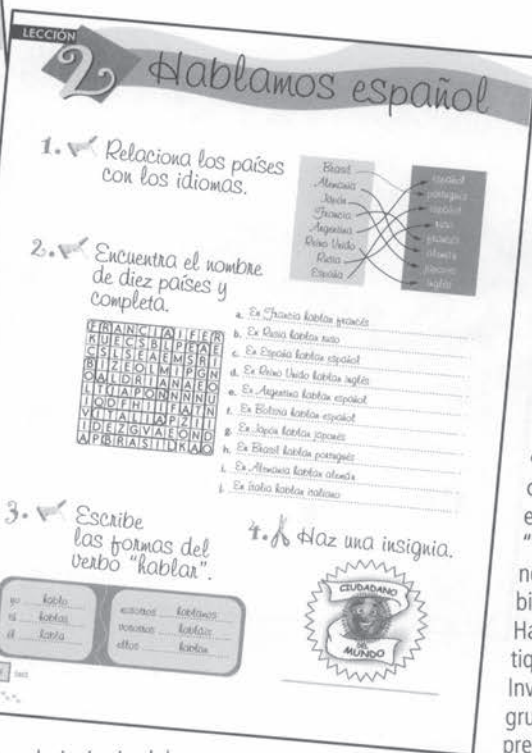 LECCIÓN
2 Hablamos español
1. Relaciona los países
con los idiomas.
Brasil
Alemania
Japón
Francia
Argentina
Reino Unido
Rusia
España
español
portugués
español
ruso
francés
alemán
japonés
inglés
2. Encuentra el nombre
de diez países y
completa.
a. En Francia hablan francés
b. En Rusia hablan ruso
c. En España hablan español
d. En Reino Unido hablan inglés
e. En Argentina hablan español
f. En Bolivia hablan español
g. En Japón hablan japonés
h. En Brasil hablan portugués
i. En Alemania hablan alemán
j. En Italia hablan italiano
3. Escribe
las formas del
verbo "hablar".
yo hablo
tú hablas
él habla
nosotros hablamos
vosotros habláis
ellos hablan
4. Haz una insignia.
CIUDADANO
DEL
MUNDO